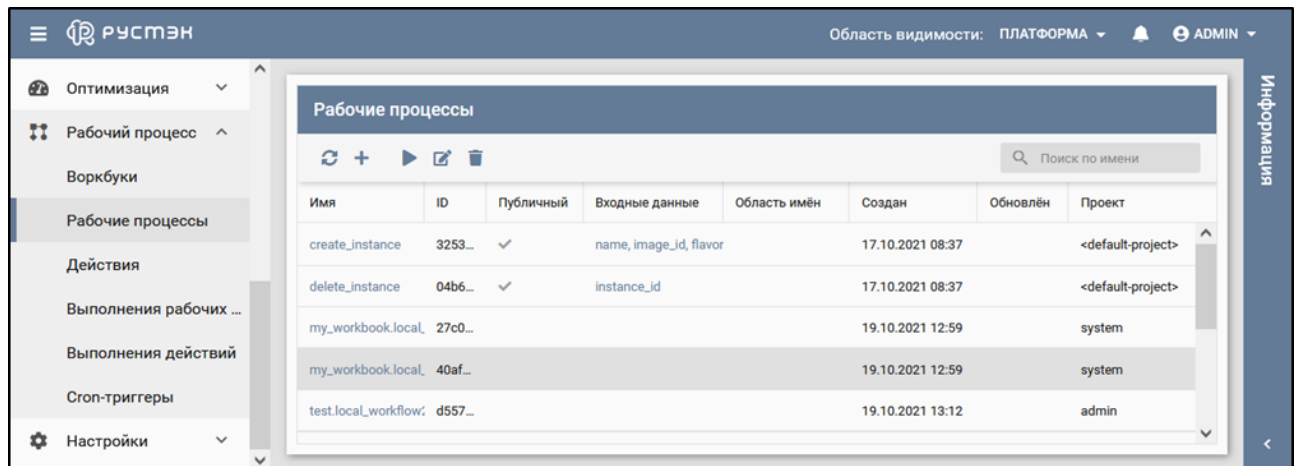 РУСТЭК
Область видимости: ПЛАТФОРМА ADMIN
Оптимизация
Рабочий процесс
Воркбуки
Рабочие процессы
Действия
Выполнения рабочих ...
Выполнения действий
Cron-триггеры
Настройки
Рабочие процессы
Поиск по имени
Имя ID Публичный Входные данные Область имён Создан Обновлён Проект
create_instance 3253... name, image_id, flavor 17.10.2021 08:37 <default-project>
delete_instance 04b6... instance_id 17.10.2021 08:37 <default-project>
my_workbook.local_ 27c0... 19.10.2021 12:59 system
my_workbook.local_ 40af... 19.10.2021 12:59 system
test.local_workflow2 d557... 19.10.2021 13:12 admin
Информация